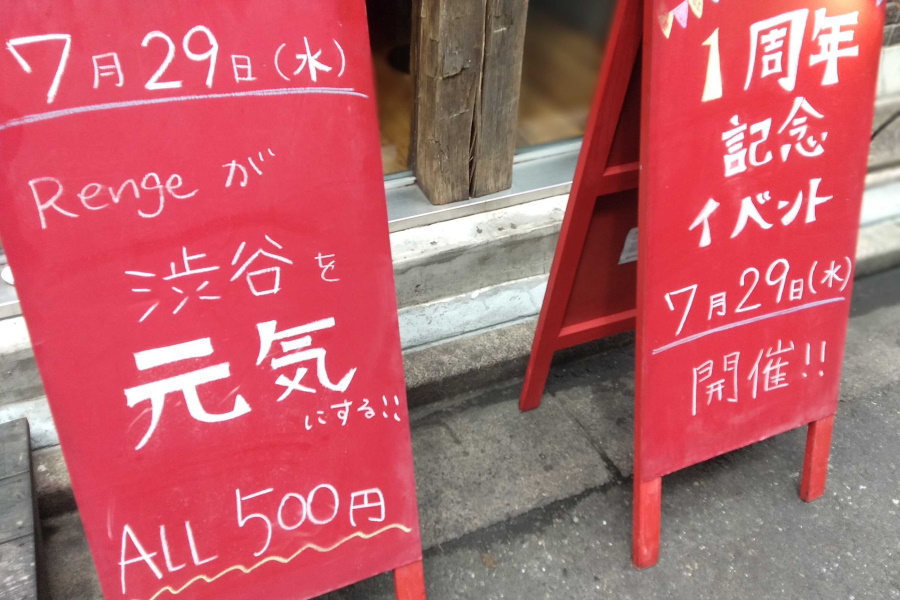 7月29日(水)
Rengeが
渋谷を
元気
にする!!
ALL 500円
1周年
記念
イベント
7月29日(水)
開催!!